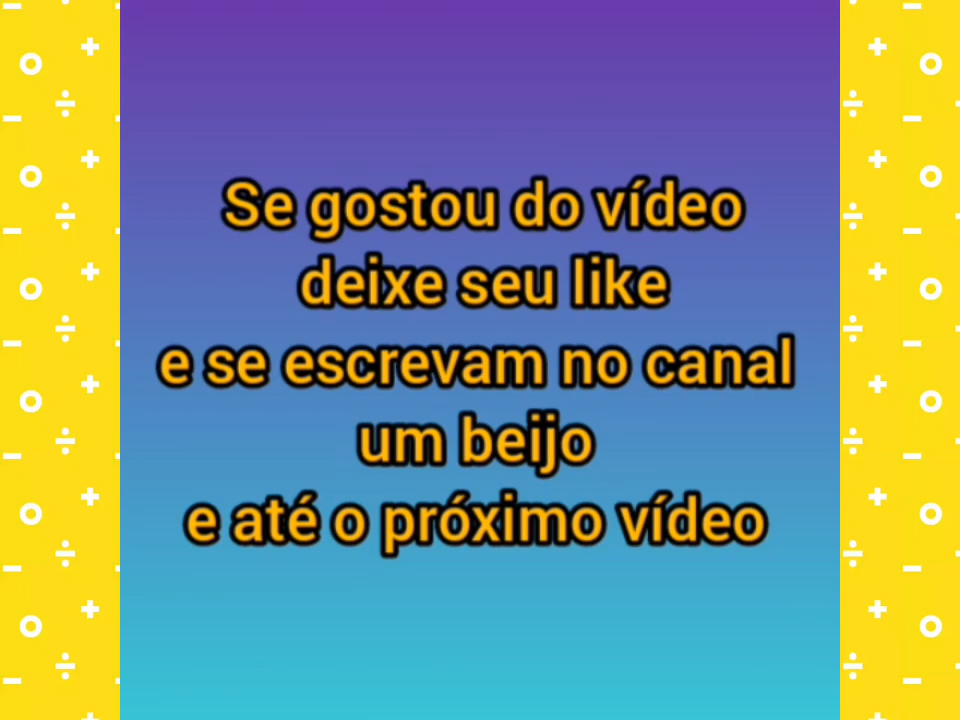 Se gostou do vídeo
deixe seu like
e se escrevam no canal
um beijo
e até o próximo vídeo